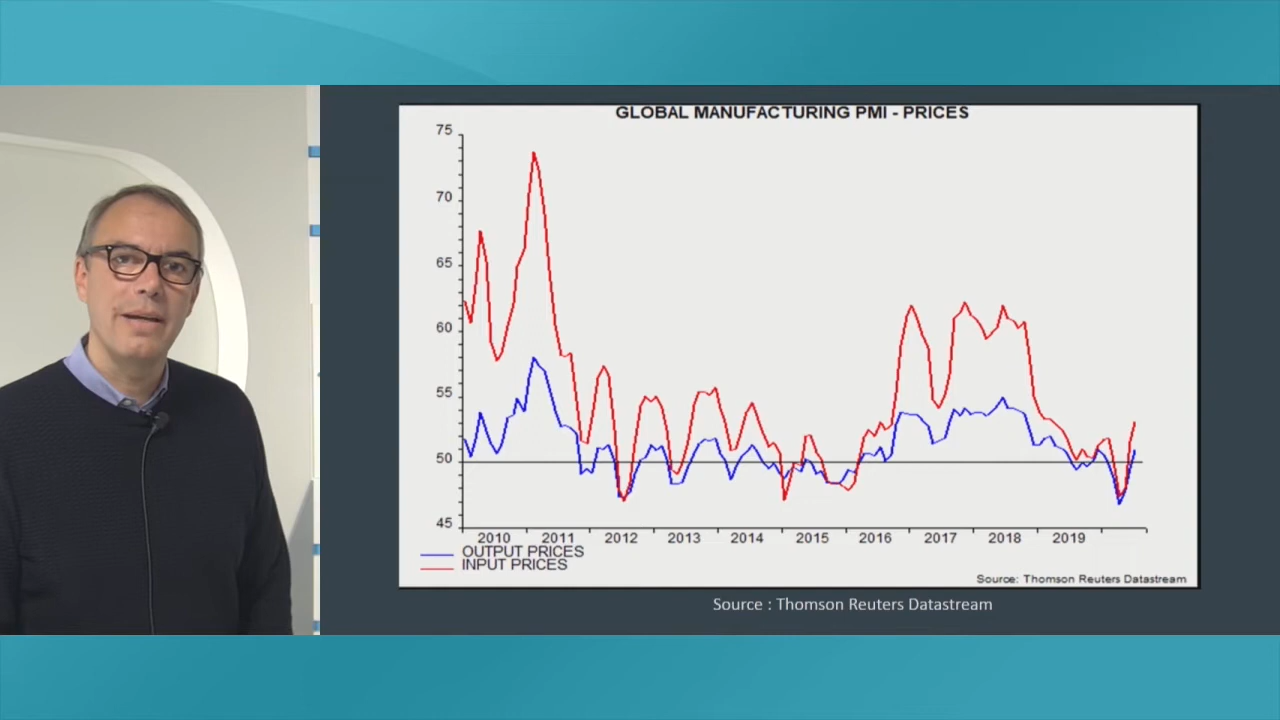 GLOBAL MANUFACTURING PMI - PRICES
75
70
65
60
55
50
45
2010 2011 2012 2013 2014 2015 2016 2017 2018 2019
OUTPUT PRICES
INPUT PRICES
Source: Thomson Reuters Datastream
Source : Thomson Reuters Datastream